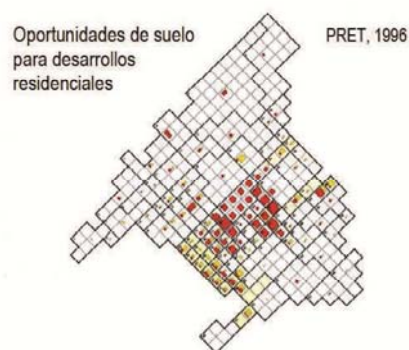 Oportunidades de suelo
para desarrollos
residenciales
PRET, 1996